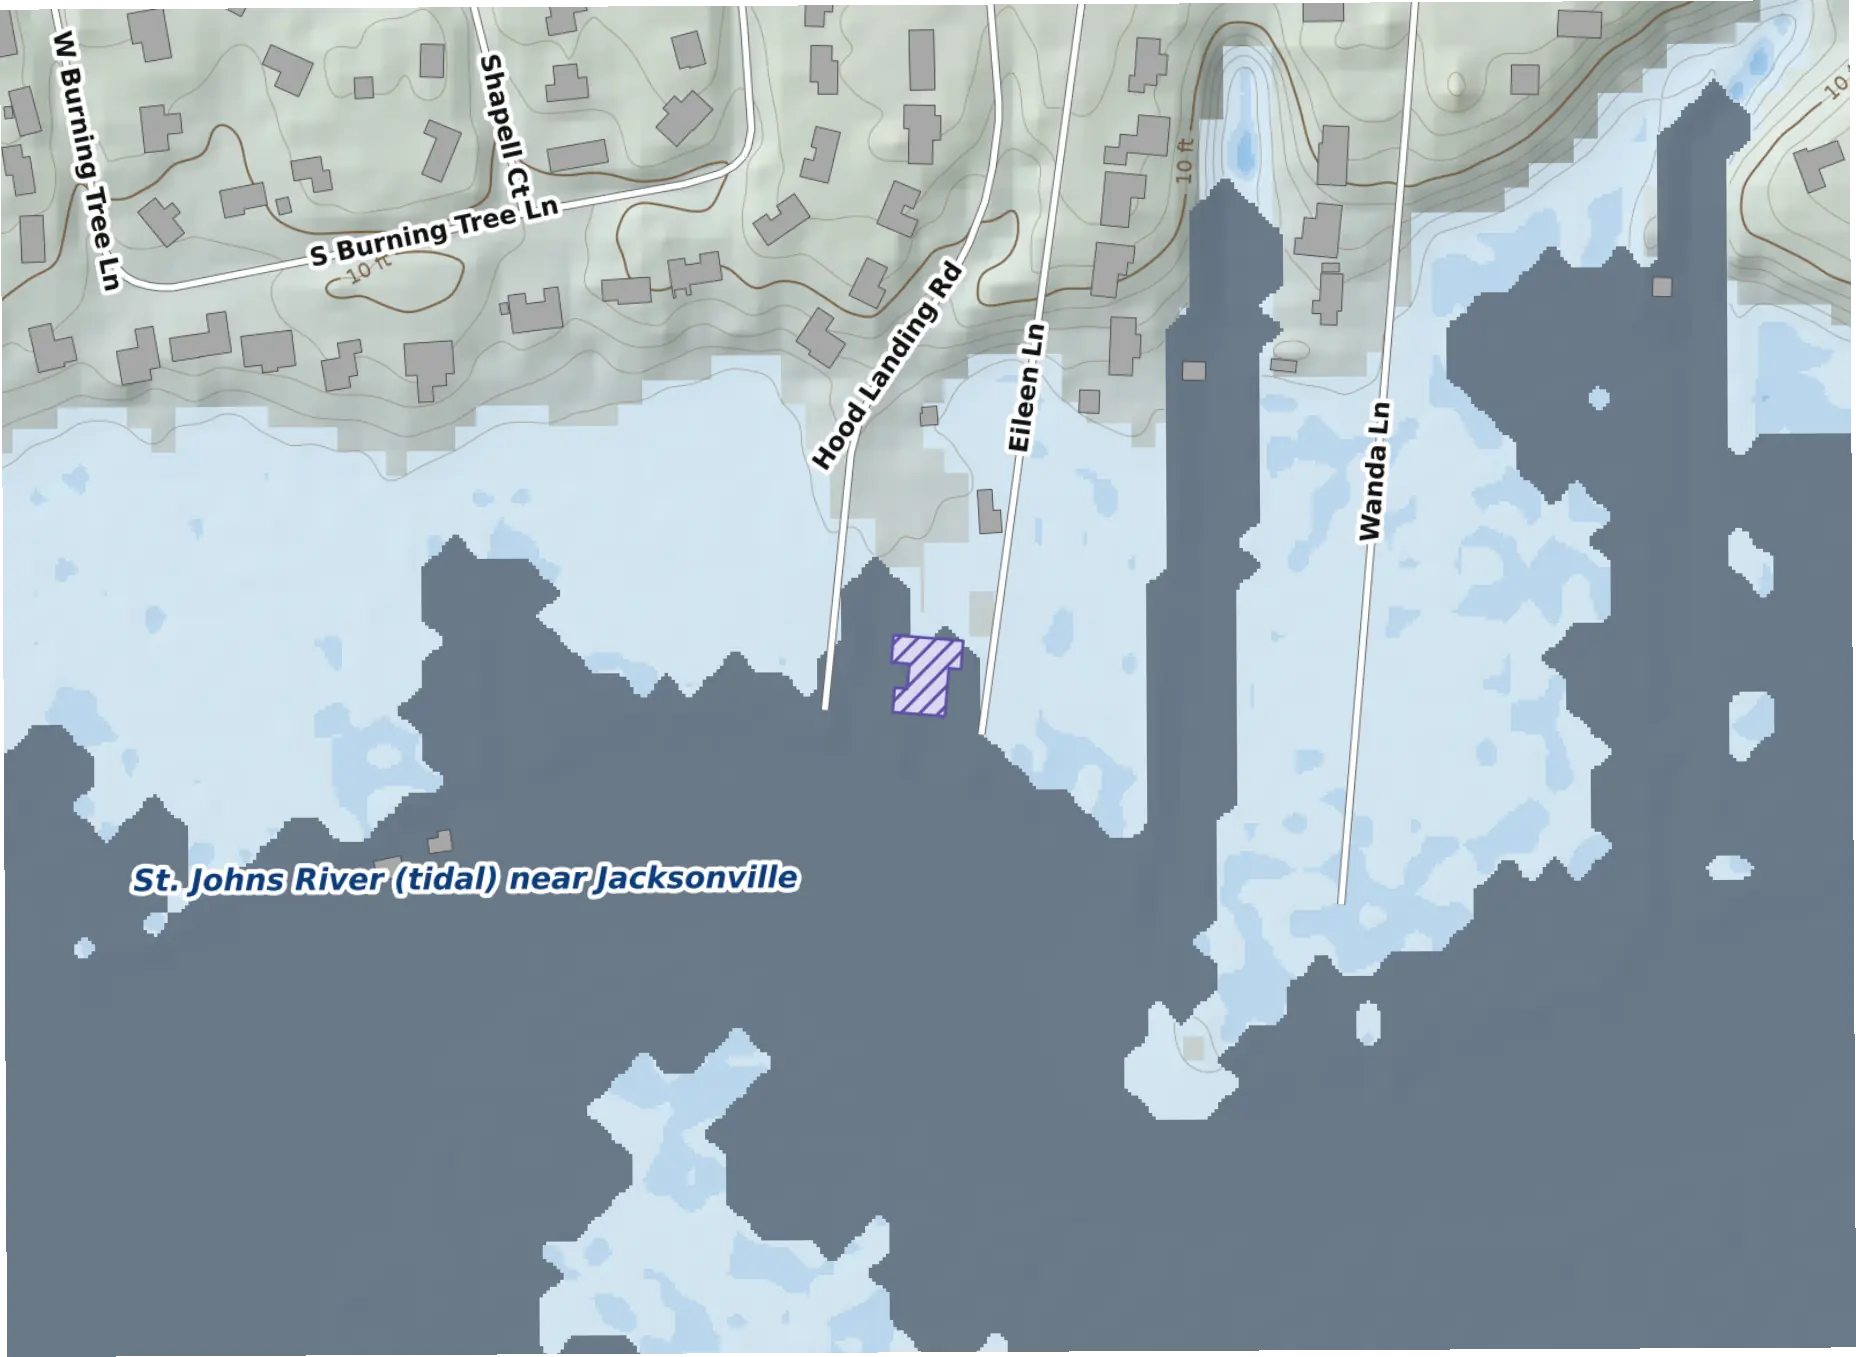 W Burning Tree Ln
Shapell Ct
S Burning Tree Ln
10 ft
Hood Landing Rd
Eileen Ln
10 ft
Wanda Ln
10
St. Johns River (tidal) near Jacksonville